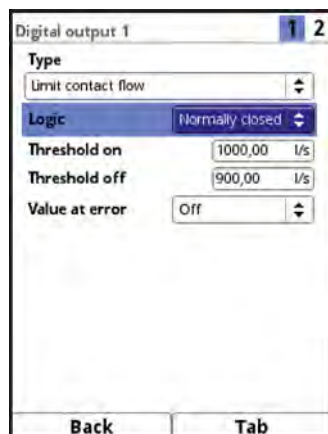 Digital output 1 1 2
Type
Limit contact flow
Logic Normally closed
Threshold on 1000,00 l/s
Threshold off 900,00 l/s
Value at error Off
Back Tab